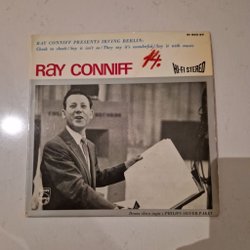 RAY CONNIFF PRESENTS IRVING BERLIN:
Cheek to cheek/Say it isn't so/They say it's wonderful/Say it with music
RAY CONNIFF
HI-FI STEREO
PHILIPS